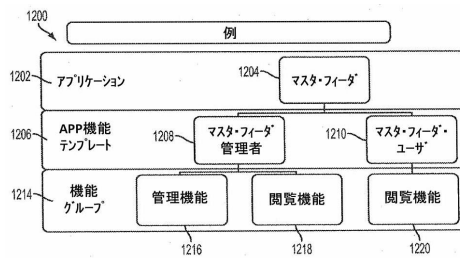 1200
例
1202
アプリケーション
1204
マスタ・フィーダ
1206
APP機能
テンプレート
1208
マスタ・フィーダ
管理者
1210
マスタ・フィーダ・
ユーザ
1214
機能
グループ
管理機能
閲覧機能
閲覧機能
1216
1218
1220